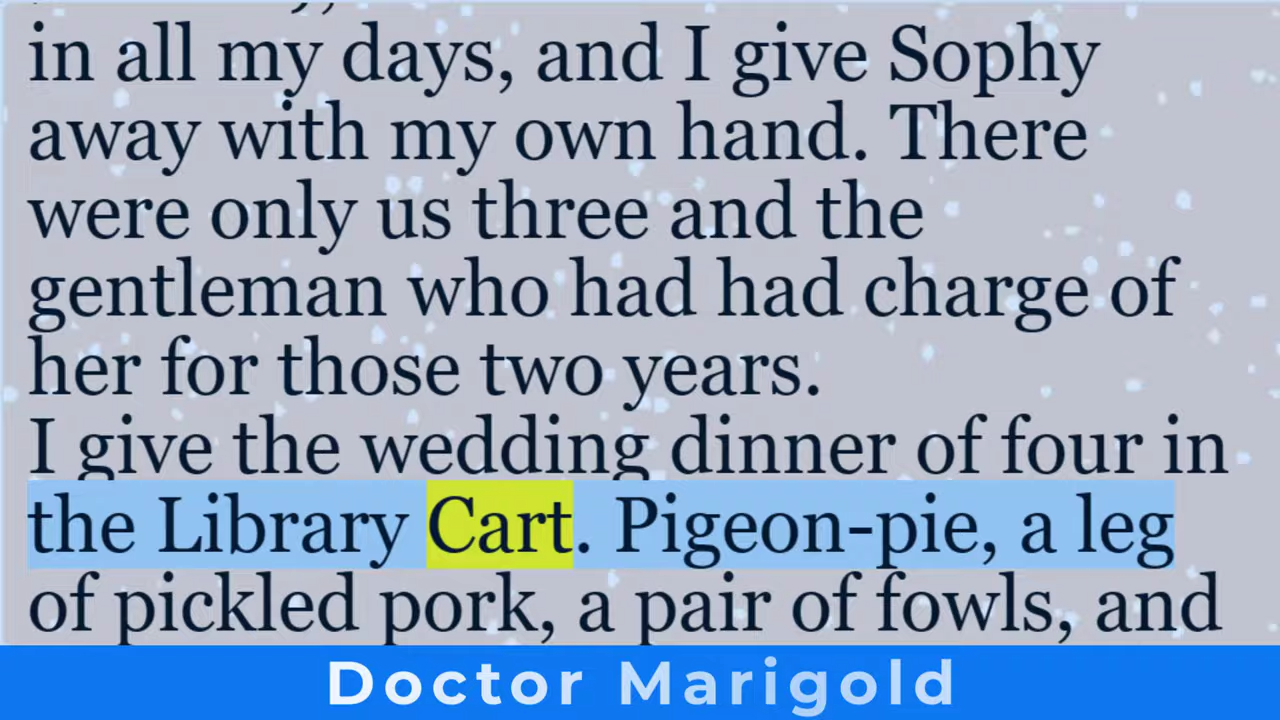 in all my days, and I give Sophy
away with my own hand. There
were only us three and the
gentleman who had had charge of
her for those two years.
I give the wedding dinner of four in
the Library Cart. Pigeon-pie, a leg
of pickled pork, a pair of fowls, and
Doctor Marigold